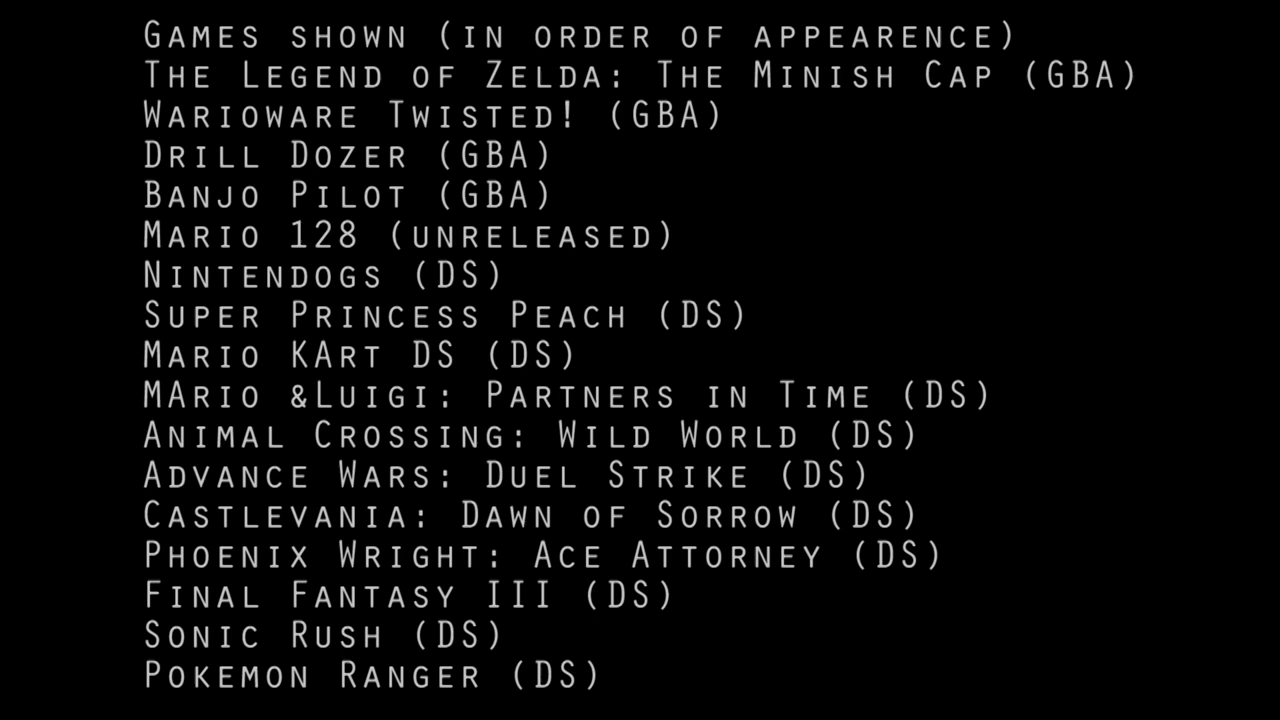 Games shown (in order of appearence)
The Legend of Zelda: The Minish Cap (GBA)
Warioware Twisted! (GBA)
Drill Dozer (GBA)
Banjo Pilot (GBA)
Mario 128 (unreleased)
Nintendogs (DS)
Super Princess Peach (DS)
Mario KArt DS (DS)
MArio &Luigi: Partners in Time (DS)
Animal Crossing: Wild World (DS)
Advance Wars: Duel Strike (DS)
Castlevania: Dawn of Sorrow (DS)
Phoenix Wright: Ace Attorney (DS)
Final Fantasy III (DS)
Sonic Rush (DS)
Pokemon Ranger (DS)